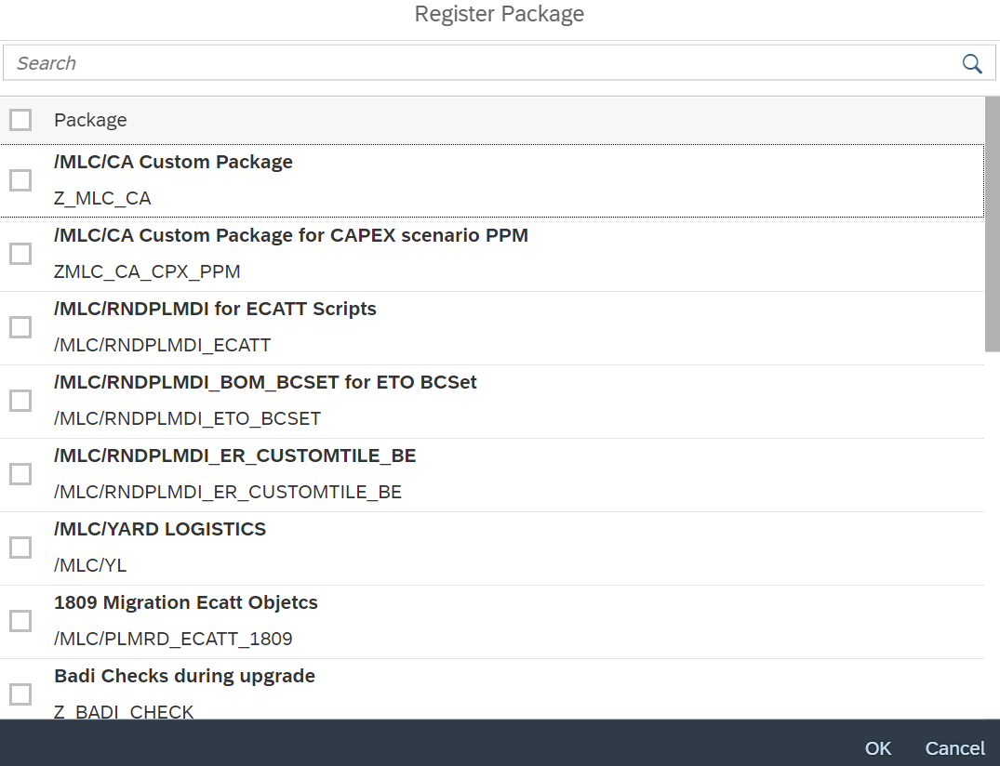 Register Package
Search
Package
/MLC/CA Custom Package
Z_MLC_CA
/MLC/CA Custom Package for CAPEX scenario PPM
ZMLC_CA_CPX_PPM
/MLC/RNDPLMDI for ECATT Scripts
/MLC/RNDPLMDI_ECATT
/MLC/RNDPLMDI_BOM_BCSET for ETO BCSet
/MLC/RNDPLMDI_ETO_BCSET
/MLC/RNDPLMDI_ER_CUSTOMTILE_BE
/MLC/RNDPLMDI_ER_CUSTOMTILE_BE
/MLC/YARD LOGISTICS
/MLC/YL
1809 Migration Ecatt Objetcs
/MLC/PLMRD_ECATT_1809
Badi Checks during upgrade
Z_BADI_CHECK
OK Cancel